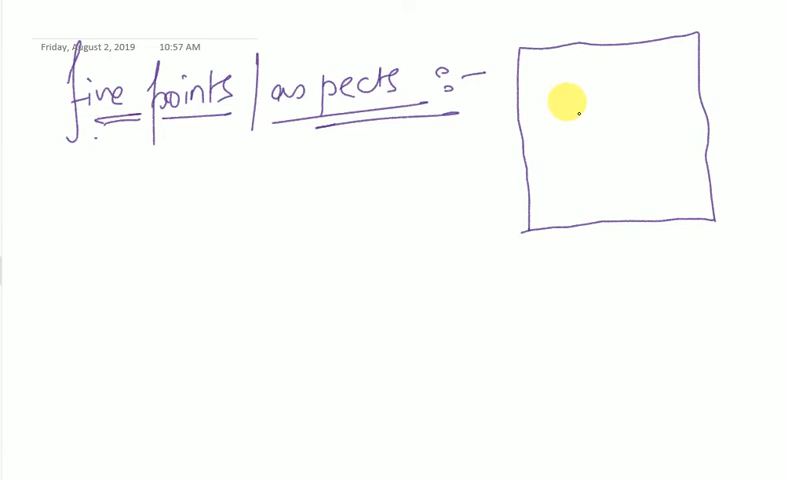 Friday, August 2, 2019 10:57 AM
five points / aspects :-